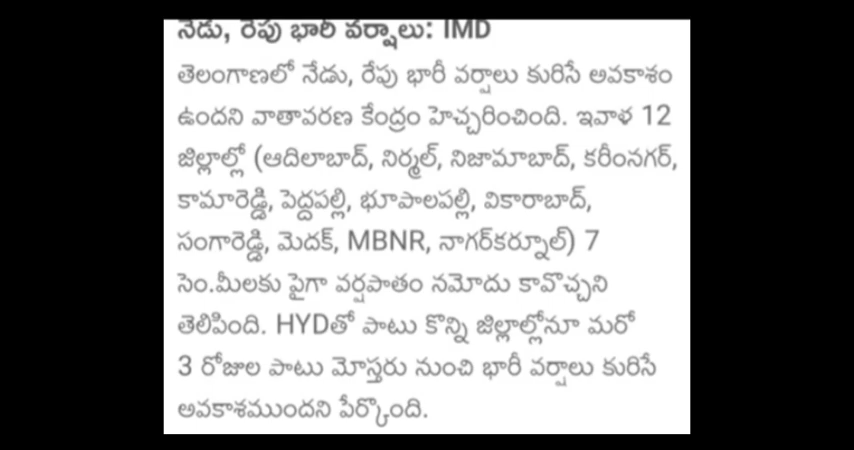 నేడు, రేపు భారీ వర్షాలు: IMD
తెలంగాణలో నేడు, రేపు భారీ వర్షాలు కురిసే అవకాశం
ఉందని వాతావరణ కేంద్రం హెచ్చరించింది. ఇవాళ 12
జిల్లాల్లో (ఆదిలాబాద్, నిర్మల్, నిజామాబాద్, కరీంనగర్,
కామారెడ్డి, పెద్దపల్లి, భూపాలపల్లి, వికారాబాద్,
సంగారెడ్డి, మెదక్, MBNR, నాగర్‌కర్నూల్) 7
సెం.మీలకు పైగా వర్షపాతం నమోదు కావొచ్చని
తెలిపింది. HYDతో పాటు కొన్ని జిల్లాల్లోనూ మరో
3 రోజుల పాటు మోస్తరు నుంచి భారీ వర్షాలు కురిసే
అవకాశముందని పేర్కొంది.